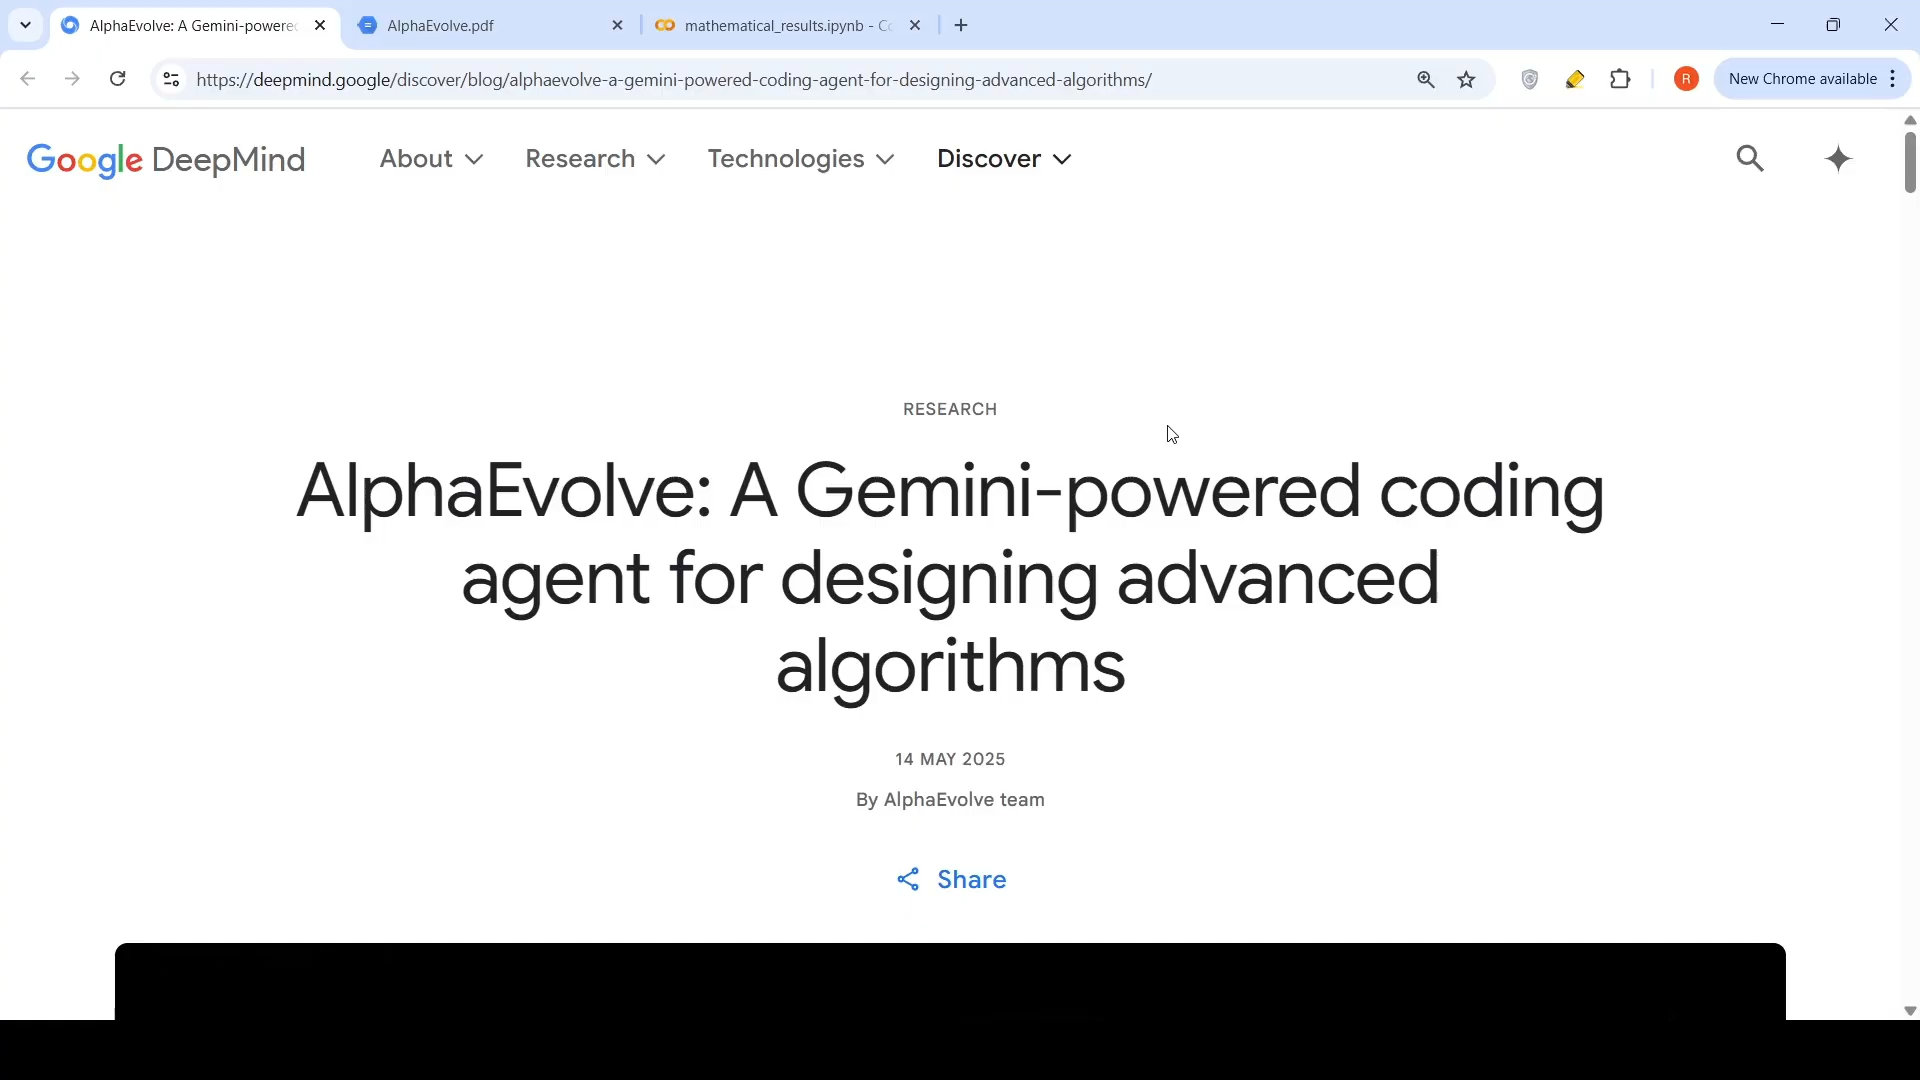 AlphaEvolve: A Gemini-powered
AlphaEvolve.pdf
mathematical_results.ipynb - Co
https://deepmind.google/discover/blog/alphaevolve-a-gemini-powered-coding-agent-for-designing-advanced-algorithms/
R
New Chrome available
Google DeepMind
About
Research
Technologies
Discover
RESEARCH
AlphaEvolve: A Gemini-powered coding
agent for designing advanced
algorithms
14 MAY 2025
By AlphaEvolve team
Share